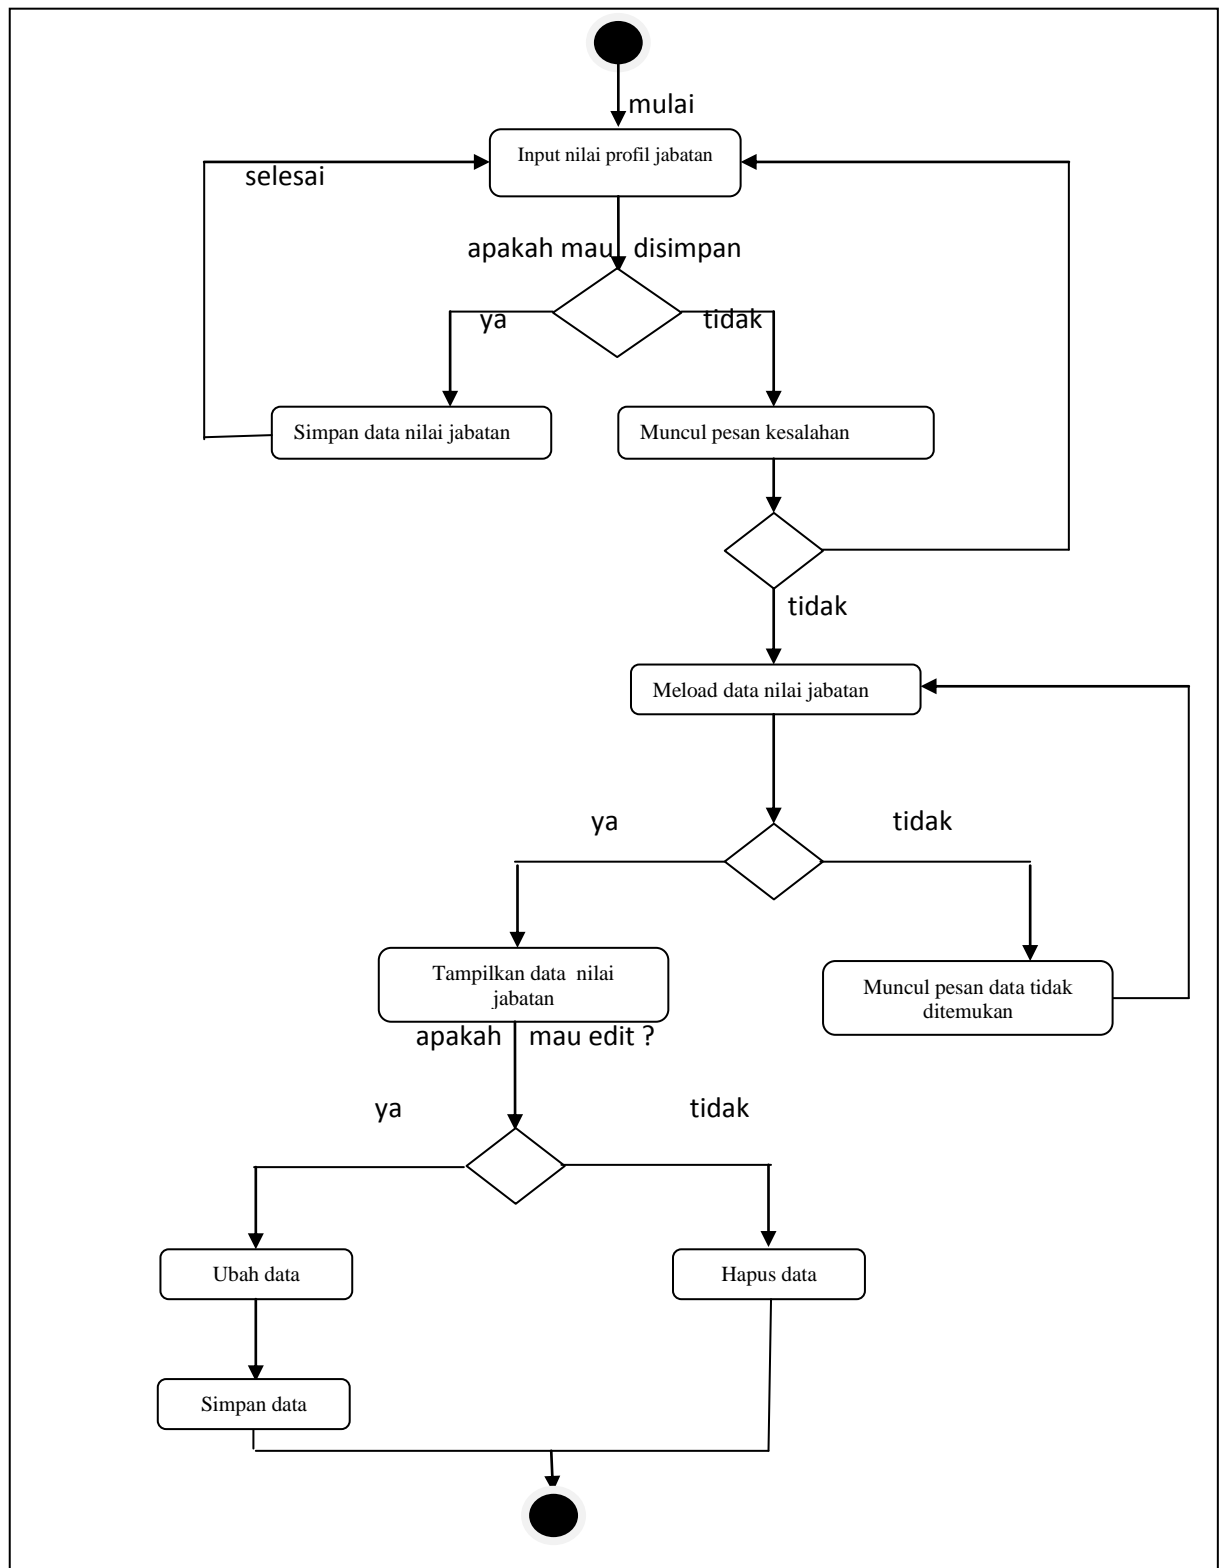 mulai
Input nilai profil jabatan
selesai
apakah mau disimpan
ya
tidak
Simpan data nilai jabatan
Muncul pesan kesalahan
tidak
Meload data nilai jabatan
ya
tidak
Tampilkan data nilai
jabatan
Muncul pesan data tidak
ditemukan
apakah mau edit ?
ya
tidak
Ubah data
Hapus data
Simpan data